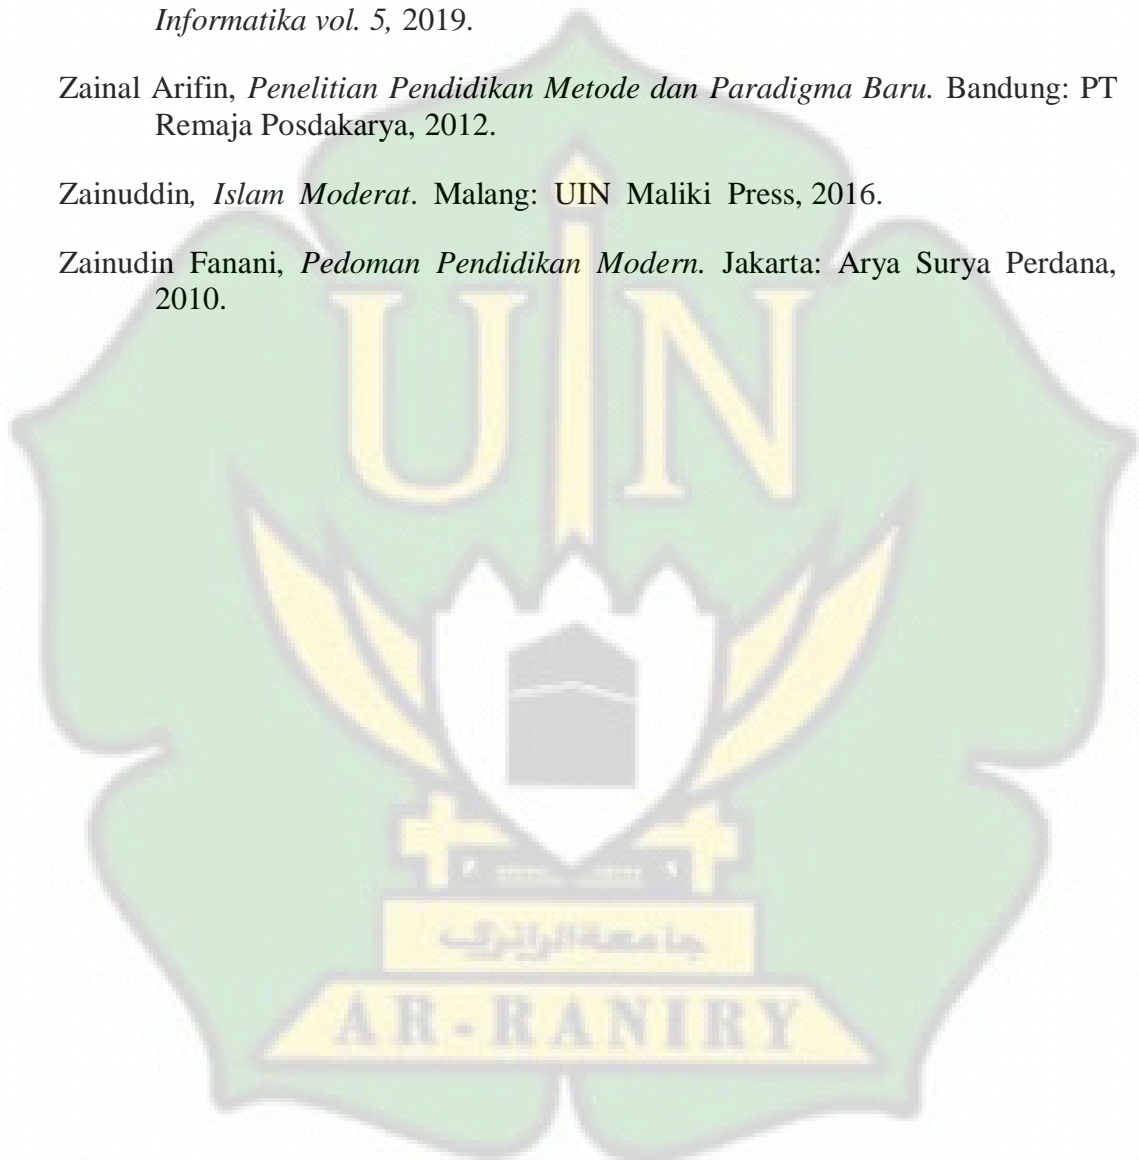 Informatika vol. 5, 2019.
Zainal Arifin, Penelitian Pendidikan Metode dan Paradigma Baru. Bandung: PT
Remaja Posdakarya, 2012.
Zainuddin, Islam Moderat. Malang: UIN Maliki Press, 2016.
Zainudin Fanani, Pedoman Pendidikan Modern. Jakarta: Arya Surya Perdana,
2010.
UIN
جامعة الرانري
AR-RANIRY